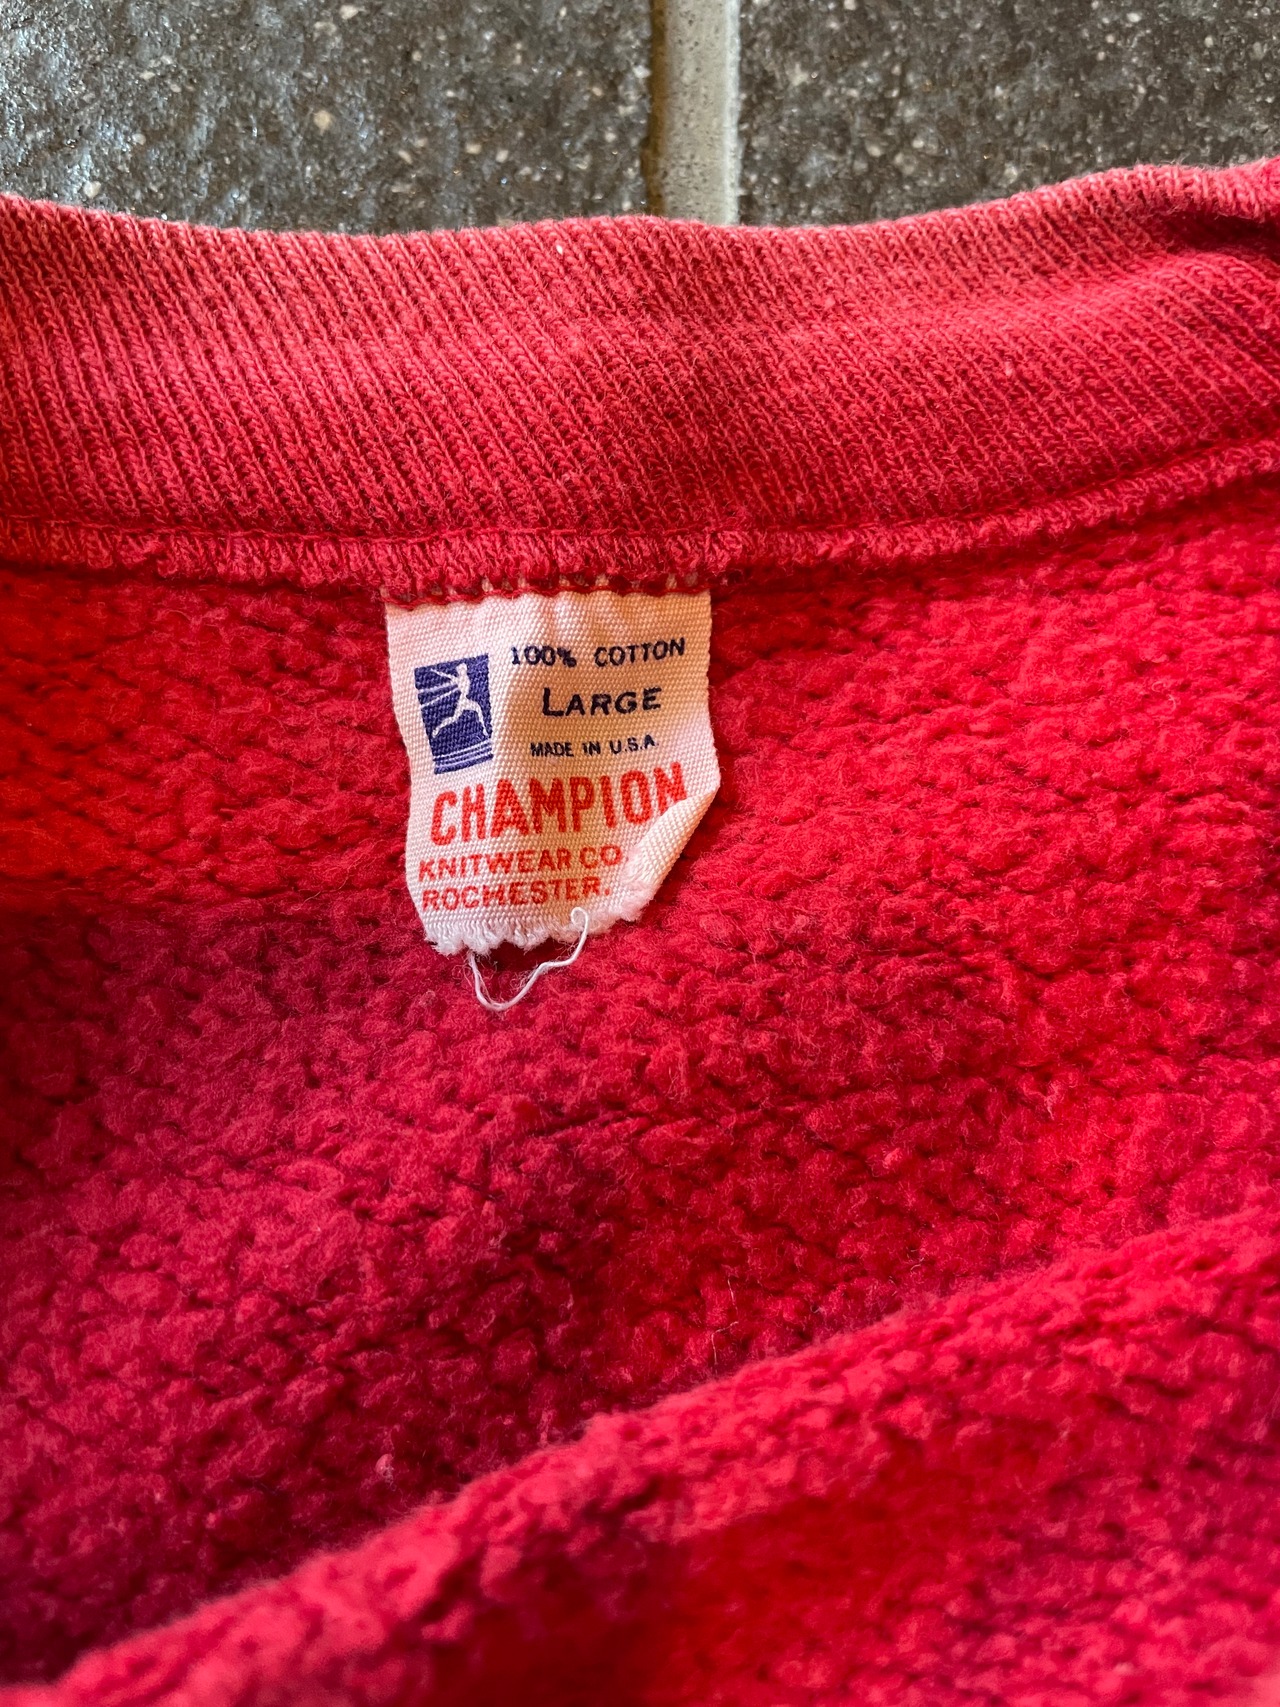 100% COTTON
LARGE
MADE IN U.S.A.
CHAMPION
KNITWEAR CO
ROCHESTER.